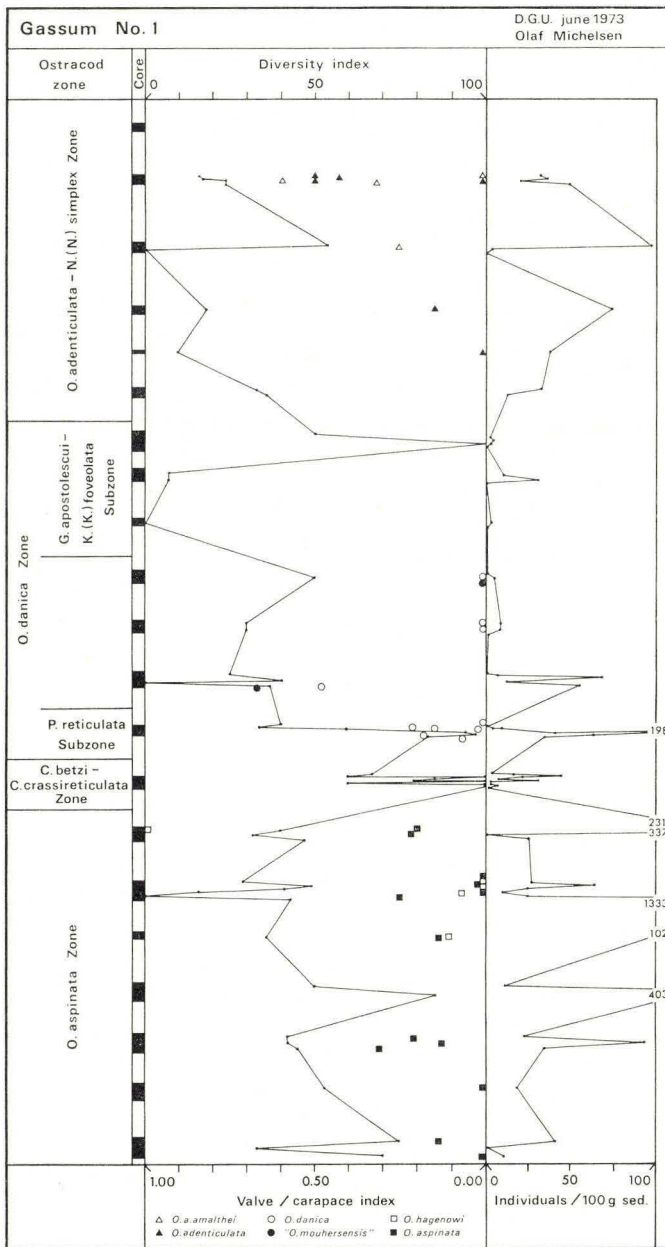 Gassum No. 1
D.G.U. june 1973
Olaf Michelsen
Ostracod
zone
Core
Diversity index
0
50
100
O. adenticulata – N.(N.) simplex Zone
O. danica Zone
G. apostolescui –
K.(K.) foveolata
Subzone
P. reticulata
Subzone
C. betzi –
C. crassireticulata
Zone
O. aspinata Zone
198
231
337
1333
102
403
1.00
0.50
0.00
0
50
100
Valve / carapace index
Individuals / 100 g sed.
O. a. amalthei
O. danica
O. hagenowi
O. adenticulata
"O. mouhersensis"
O. aspinata